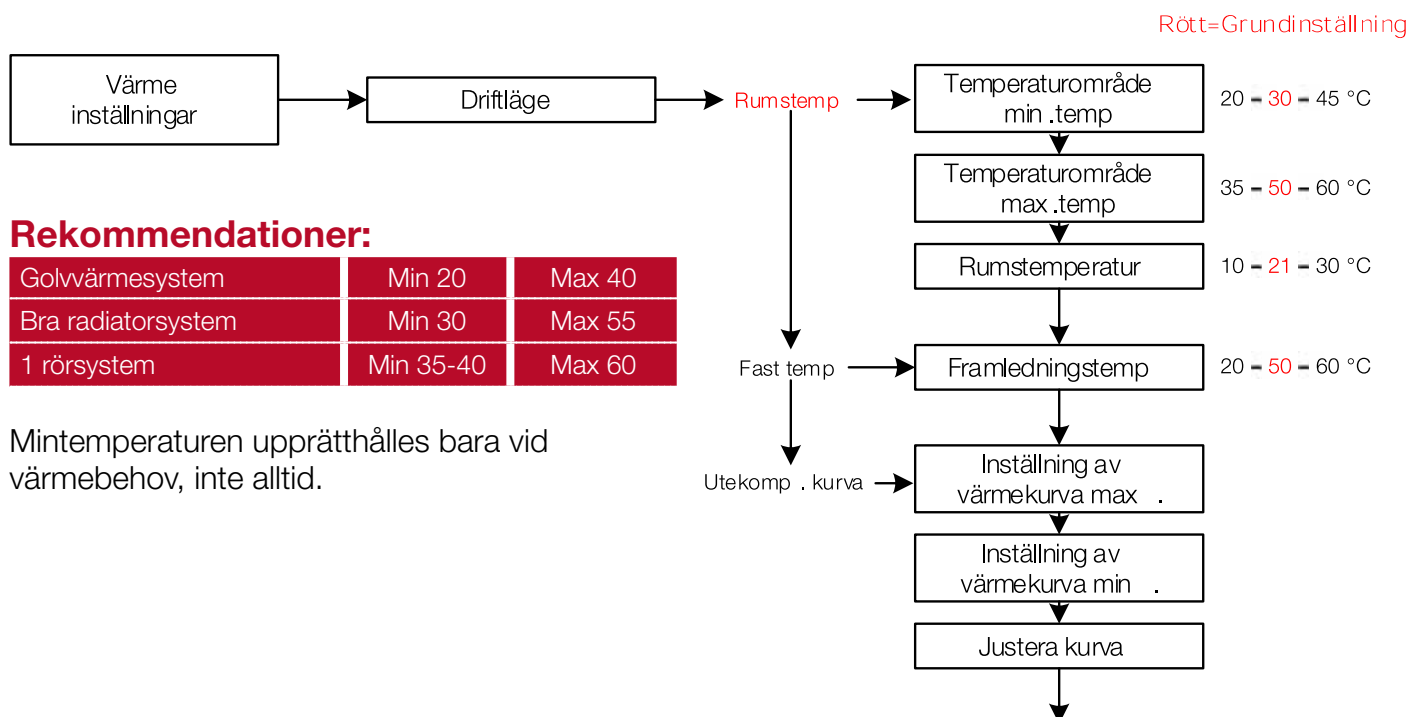 Rött=Grundinställning
Värme
inställningar
Driftläge
Rumstemp
Temperaturområde
min .temp
20 - 30 - 45 °C
Temperaturområde
max .temp
35 - 50 - 60 °C
Rumstemperatur
10 - 21 - 30 °C
Fast temp
Framledningstemp
20 - 50 - 60 °C
Utekomp . kurva
Inställning av
värmekurva max .
Inställning av
värmekurva min .
Justera kurva
Rekommendationer:
Golvvärmesystem Min 20 Max 40
Bra radiatorsystem Min 30 Max 55
1 rörsystem Min 35-40 Max 60
Mintemperaturen upprätthålles bara vid
värmebehov, inte alltid.